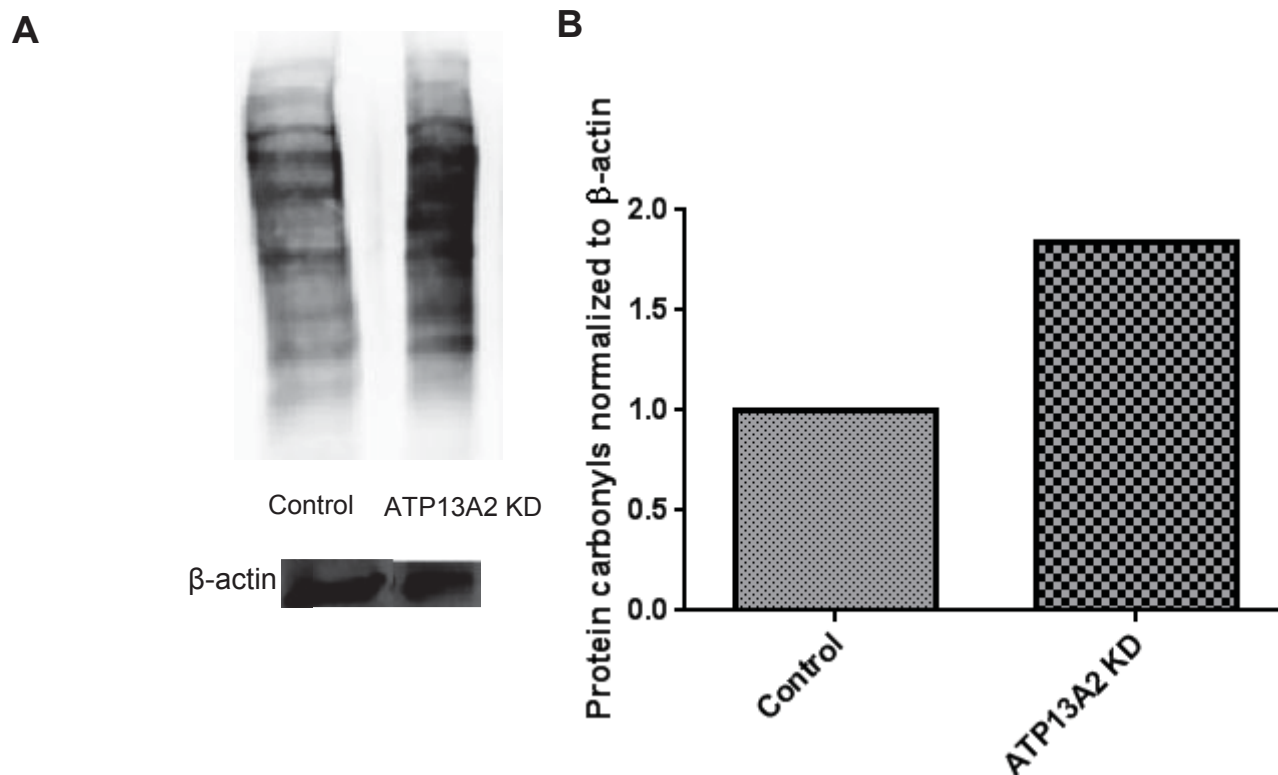 A
Control ATP13A2 KD
β-actin
B
Protein carbonyls normalized to β-actin
2.0
1.5
1.0
0.5
0.0
Control
ATP13A2 KD